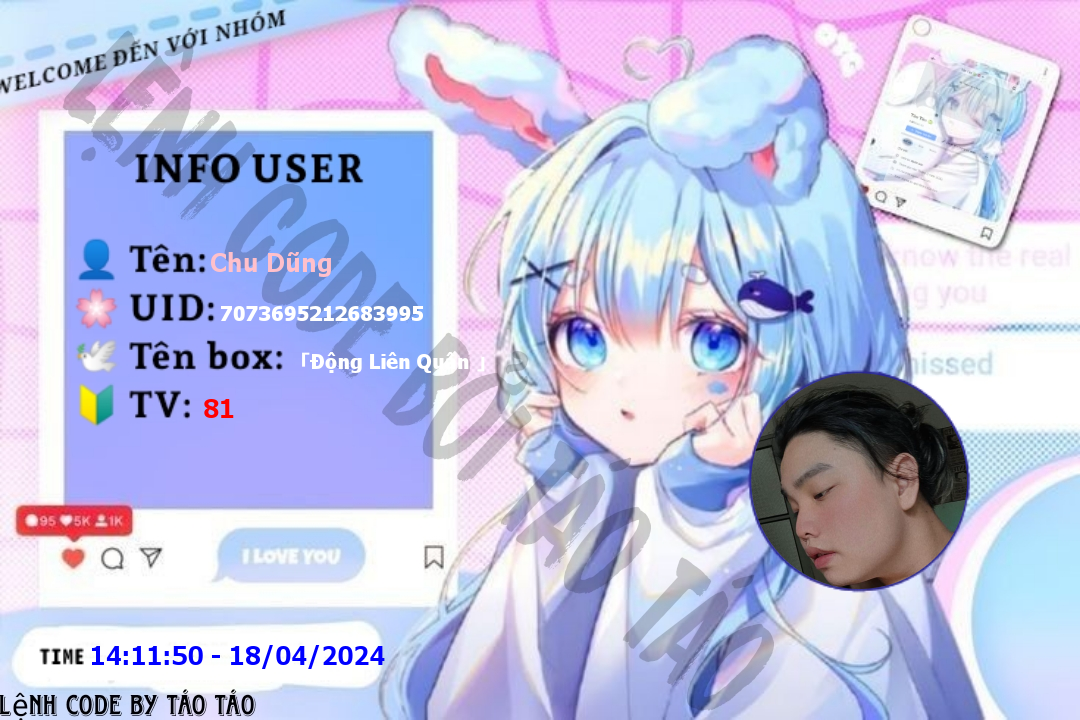 WELCOME ĐẾN VỚI NHÓM
INFO USER
Tên: Chu Dũng
UID: 7073695212683995
Tên box: 「Động Liên Quân 」
TV: 81
95 5K 1K
I LOVE YOU
TIME 14:11:50 - 18/04/2024
LỆNH CODE BY TÁO TÁO
LỆNH CODE BỞI TÁO TÁO
know the real
g you
missed